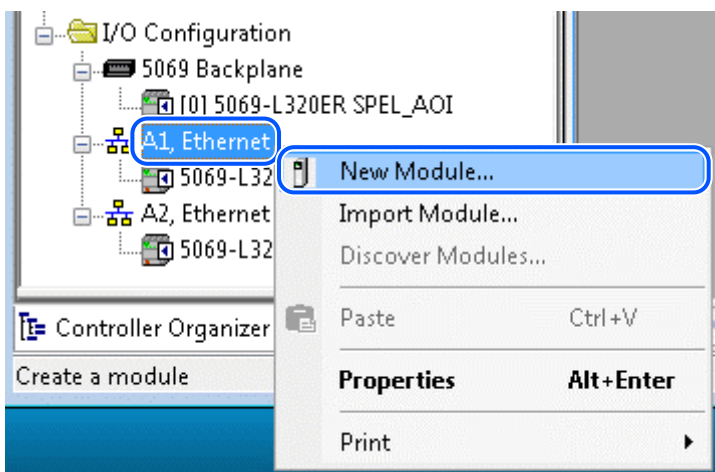 I/O Configuration
5069 Backplane
[0] 5069-L320ER SPEL_AOI
A1, Ethernet
5069-L32
A2, Ethernet
5069-L32
New Module...
Import Module...
Discover Modules...
Paste Ctrl+V
Properties Alt+Enter
Print
Controller Organizer
Create a module